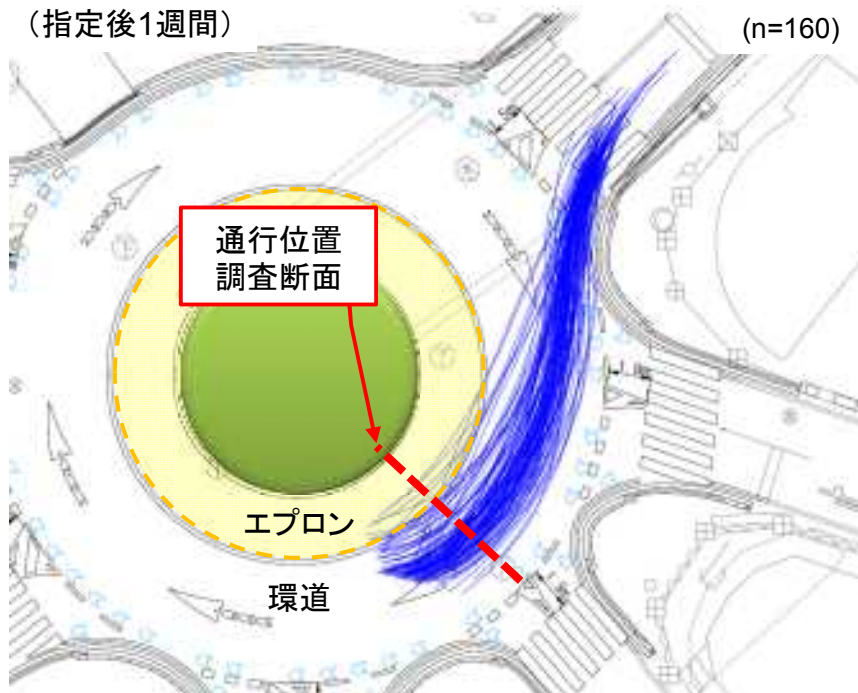 （指定後1週間）
(n=160)
通行位置
調査断面
エプロン
環道